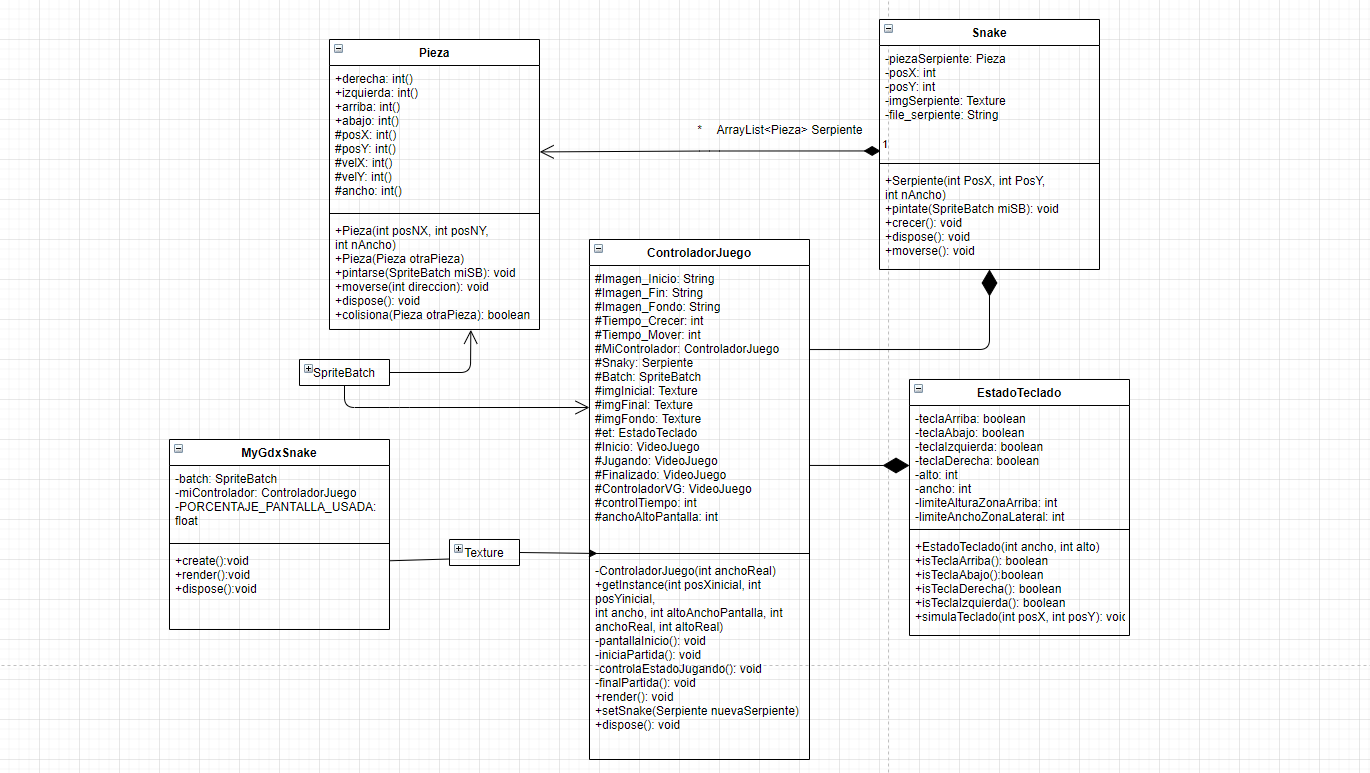 Pieza
+derecha: int()
+izquierda: int()
+arriba: int()
+abajo: int()
#posX: int()
#posY: int()
#velX: int()
#velY: int()
#ancho: int()
+Pieza(int posNX, int posNY,
int nAncho)
+Pieza(Pieza otraPieza)
+pintarse(SpriteBatch miSB): void
+moverse(int direccion): void
+dispose(): void
+colisiona(Pieza otraPieza): boolean
* ArrayList<Pieza> Serpiente
1
Snake
-piezaSerpiente: Pieza
-posX: int
-posY: int
-imgSerpiente: Texture
-file_serpiente: String
+Serpiente(int PosX, int PosY,
int nAncho)
+pintate(SpriteBatch miSB): void
+crecer(): void
+dispose(): void
+moverse(): void
SpriteBatch
ControladorJuego
#Imagen_Inicio: String
#Imagen_Fin: String
#Imagen_Fondo: String
#Tiempo_Crecer: int
#Tiempo_Mover: int
#MiControlador: ControladorJuego
#Snaky: Serpiente
#Batch: SpriteBatch
#imgInicial: Texture
#imgFinal: Texture
#imgFondo: Texture
#et: EstadoTeclado
#Inicio: VideoJuego
#Jugando: VideoJuego
#Finalizado: VideoJuego
#ControladorVG: VideoJuego
#controlTiempo: int
#anchoAltoPantalla: int
-ControladorJuego(int anchoReal)
+getInstance(int posXinicial, int
posYinicial,
int ancho, int altoAnchoPantalla, int
anchoReal, int altoReal)
-pantallaInicio(): void
-iniciaPartida(): void
-controlaEstadoJugando(): void
-finalPartida(): void
+render(): void
+setSnake(Serpiente nuevaSerpiente)
+dispose(): void
EstadoTeclado
-teclaArriba: boolean
-teclaAbajo: boolean
-teclaIzquierda: boolean
-teclaDerecha: boolean
-alto: int
-ancho: int
-limiteAlturaZonaArriba: int
-limiteAnchoZonaLateral: int
+EstadoTeclado(int ancho, int alto)
+isTeclaArriba(): boolean
+isTeclaAbajo():boolean
+isTeclaDerecha(): boolean
+isTeclaIzquierda(): boolean
+simulaTeclado(int posX, int posY): voic
MyGdxSnake
-batch: SpriteBatch
-miControlador: ControladorJuego
-PORCENTAJE_PANTALLA_USADA:
float
+create():void
+render():void
+dispose():void
Texture